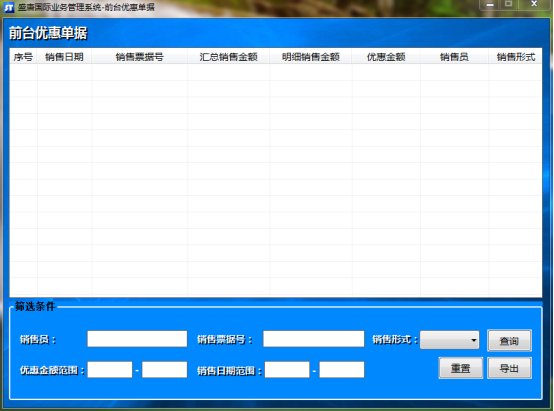 ST 盛唐国际业务管理系统-前台优惠单据
前台优惠单据
序号 销售日期 销售票据号 汇总销售金额 明细销售金额 优惠金额 销售员 销售形式
筛选条件
销售员： 销售票据号： 销售形式： 查询
优惠金额范围： - 销售日期范围： - 重置 导出